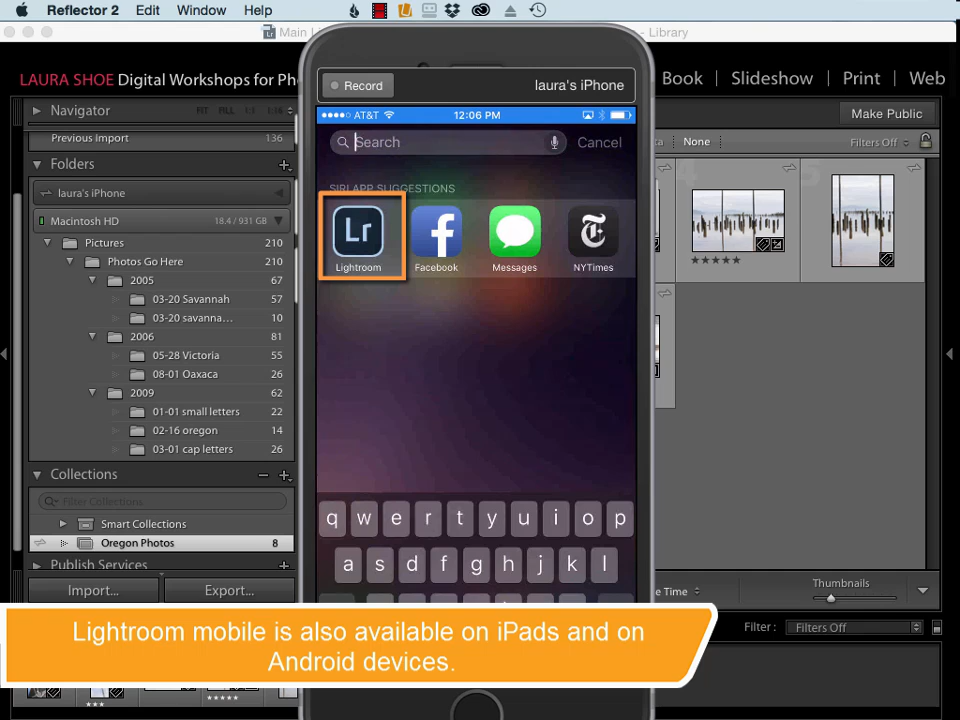 Reflector 2 Edit Window Help
Main L
- Library
LAURA SHOE Digital Workshops for Pho
Book | Slideshow | Print | Web
Record
laura's iPhone
AT&T 12:06 PM
Search
Cancel
SIRI APP SUGGESTIONS
Lr
Lightroom
Facebook
Messages
NYTimes
Navigator FIT FILL 1:1
Make Public
Previous Import 136
None
Filters Off
Folders
laura's iPhone
Macintosh HD 18.4 / 931 GB
Pictures 210
Photos Go Here 210
2005 67
03-20 Savannah 57
03-20 savanna... 10
2006 81
05-28 Victoria 55
08-01 Oaxaca 26
2009 62
01-01 small letters 22
02-16 oregon 14
03-01 cap letters 26
Collections
Filter Collections
Smart Collections
Oregon Photos 8
Publish Services
Import...
Export...
q w e r t y u i o p
a s d f g h j k l
e Time
Thumbnails
Filter : Filters Off
Lightroom mobile is also available on iPads and on
Android devices.